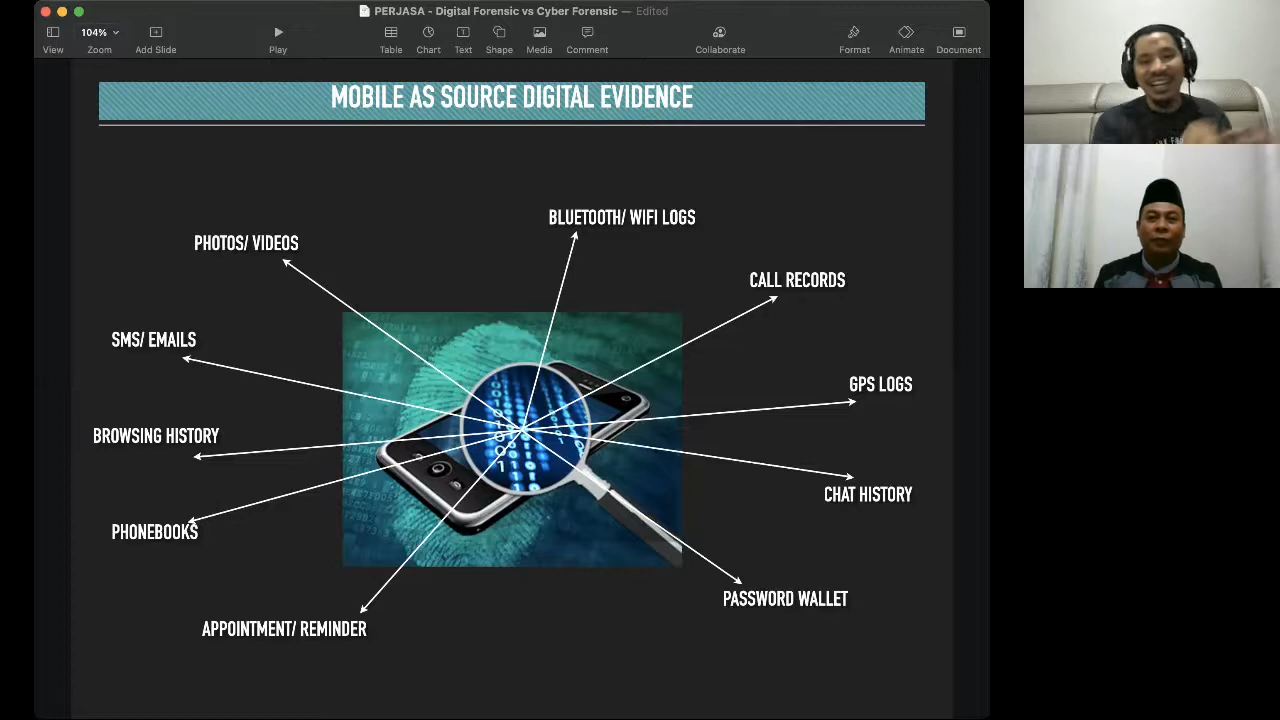 PERJASA - Digital Forensic vs Cyber Forensic — Edited
104%
View
Zoom
Add Slide
Play
Table
Chart
Text
Shape
Media
Comment
Collaborate
Format
Animate
Document
MOBILE AS SOURCE DIGITAL EVIDENCE
BLUETOOTH/ WIFI LOGS
PHOTOS/ VIDEOS
CALL RECORDS
SMS/ EMAILS
GPS LOGS
BROWSING HISTORY
CHAT HISTORY
PHONEBOOKS
PASSWORD WALLET
APPOINTMENT/ REMINDER